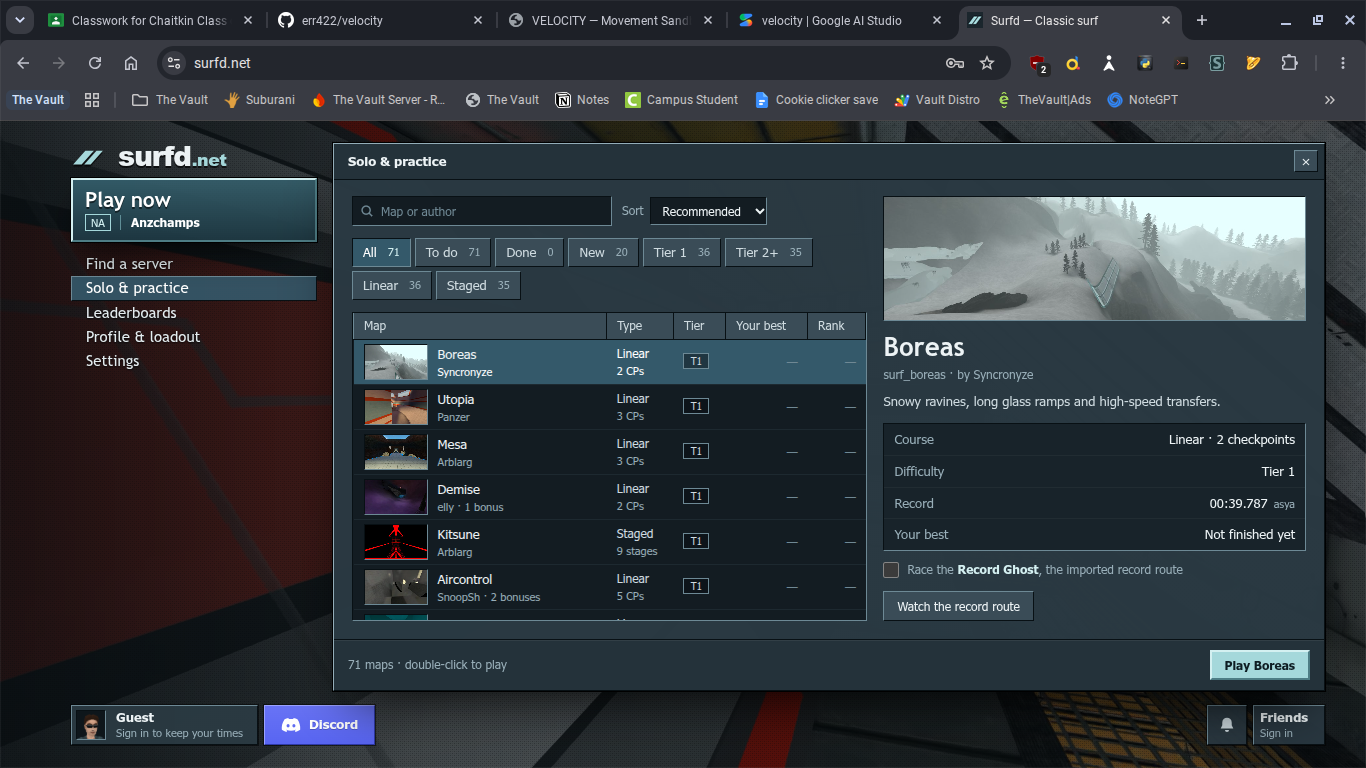 Classwork for Chaitkin Class
err422/velocity
VELOCITY — Movement Sand
velocity | Google AI Studio
Surfd — Classic surf
surfd.net
2
The Vault
The Vault
Suburani
The Vault Server - R...
The Vault
Notes
Campus Student
Cookie clicker save
Vault Distro
TheVault|Ads
NoteGPT
surfd.net
Play now
NA
Anzchamps
Find a server
Solo & practice
Leaderboards
Profile & loadout
Settings
Solo & practice
Map or author
Sort
Recommended
All 71
To do 71
Done 0
New 20
Tier 1 36
Tier 2+ 35
Linear 36
Staged 35
Map Type Tier Your best Rank
Boreas Linear T1 — —
Syncronyze 2 CPs
Utopia Linear T1 — —
Panzer 3 CPs
Mesa Linear T1 — —
Arblarg 3 CPs
Demise Linear T1 — —
elly · 1 bonus 2 CPs
Kitsune Staged T1 — —
Arblarg 9 stages
Aircontrol Linear T1 — —
SnoopSh · 2 bonuses 5 CPs
Boreas
surf_boreas · by Syncronyze
Snowy ravines, long glass ramps and high-speed transfers.
Course Linear · 2 checkpoints
Difficulty Tier 1
Record 00:39.787 asya
Your best Not finished yet
Race the Record Ghost, the imported record route
Watch the record route
71 maps · double-click to play
Play Boreas
Guest
Sign in to keep your times
Discord
Friends
Sign in